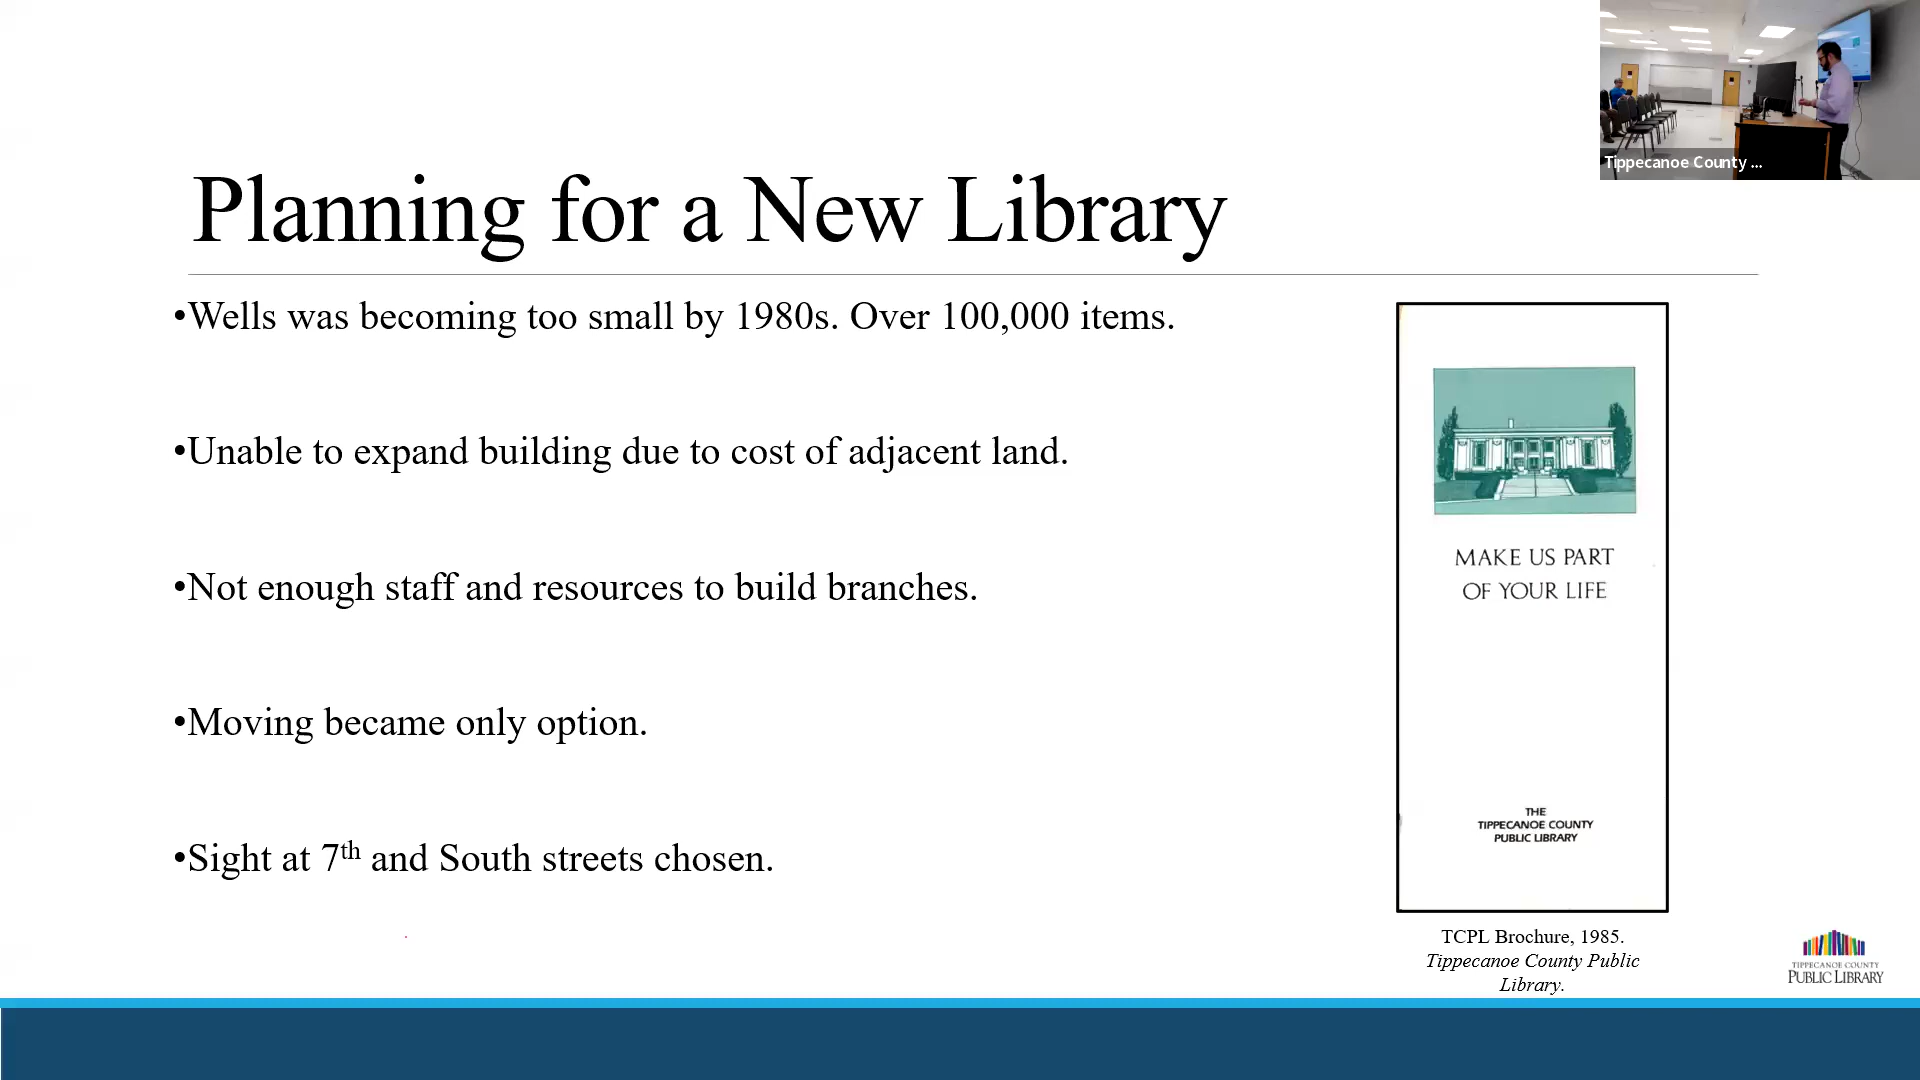 Tippecanoe County ...
Planning for a New Library
•Wells was becoming too small by 1980s. Over 100,000 items.
•Unable to expand building due to cost of adjacent land.
•Not enough staff and resources to build branches.
•Moving became only option.
•Sight at 7th and South streets chosen.
MAKE US PART
OF YOUR LIFE
THE
TIPPECANOE COUNTY
PUBLIC LIBRARY
TCPL Brochure, 1985.
Tippecanoe County Public
Library.
TIPPECANOE COUNTY
PUBLIC LIBRARY